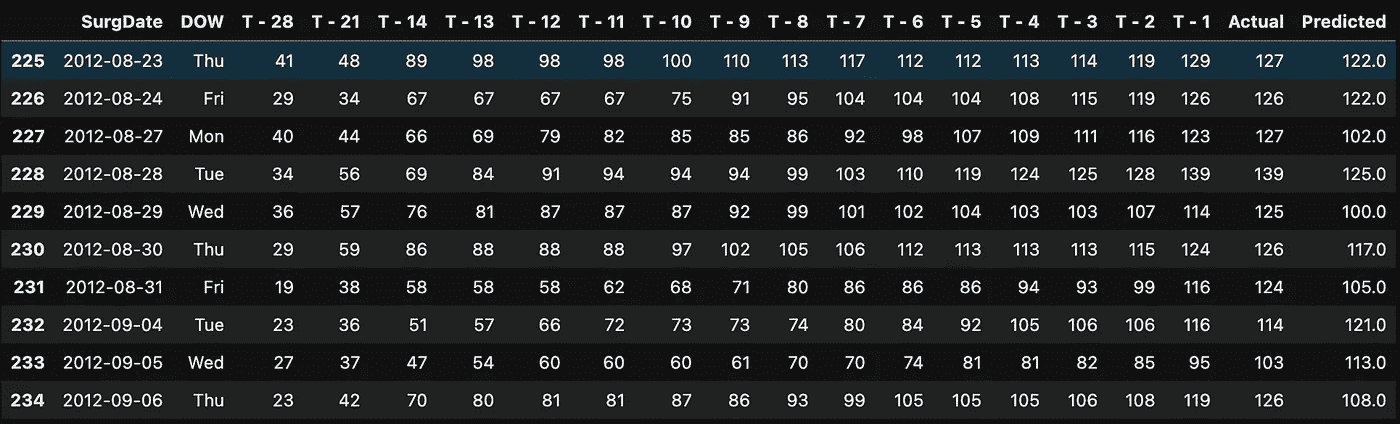 SurgDate DOW T - 28 T - 21 T - 14 T - 13 T - 12 T - 11 T - 10 T - 9 T - 8 T - 7 T - 6 T - 5 T - 4 T - 3 T - 2 T - 1 Actual Predicted
225 2012-08-23 Thu 41 48 89 98 98 98 100 110 113 117 112 112 113 114 119 129 127 122.0
226 2012-08-24 Fri 29 34 67 67 67 67 75 91 95 104 104 104 108 115 119 126 126 122.0
227 2012-08-27 Mon 40 44 66 69 79 82 85 85 86 92 98 107 109 111 116 123 127 102.0
228 2012-08-28 Tue 34 56 69 84 91 94 94 94 99 103 110 119 124 125 128 139 139 125.0
229 2012-08-29 Wed 36 57 76 81 87 87 87 92 99 101 102 104 103 103 107 114 125 100.0
230 2012-08-30 Thu 29 59 86 88 88 88 97 102 105 106 112 113 113 113 115 124 126 117.0
231 2012-08-31 Fri 19 38 58 58 58 62 68 71 80 86 86 86 94 93 99 116 124 105.0
232 2012-09-04 Tue 23 36 51 57 66 72 73 73 74 80 84 92 105 106 106 116 114 121.0
233 2012-09-05 Wed 27 37 47 54 60 60 60 61 70 70 74 81 81 82 85 95 103 113.0
234 2012-09-06 Thu 23 42 70 80 81 81 87 86 93 99 105 105 105 106 108 119 126 108.0